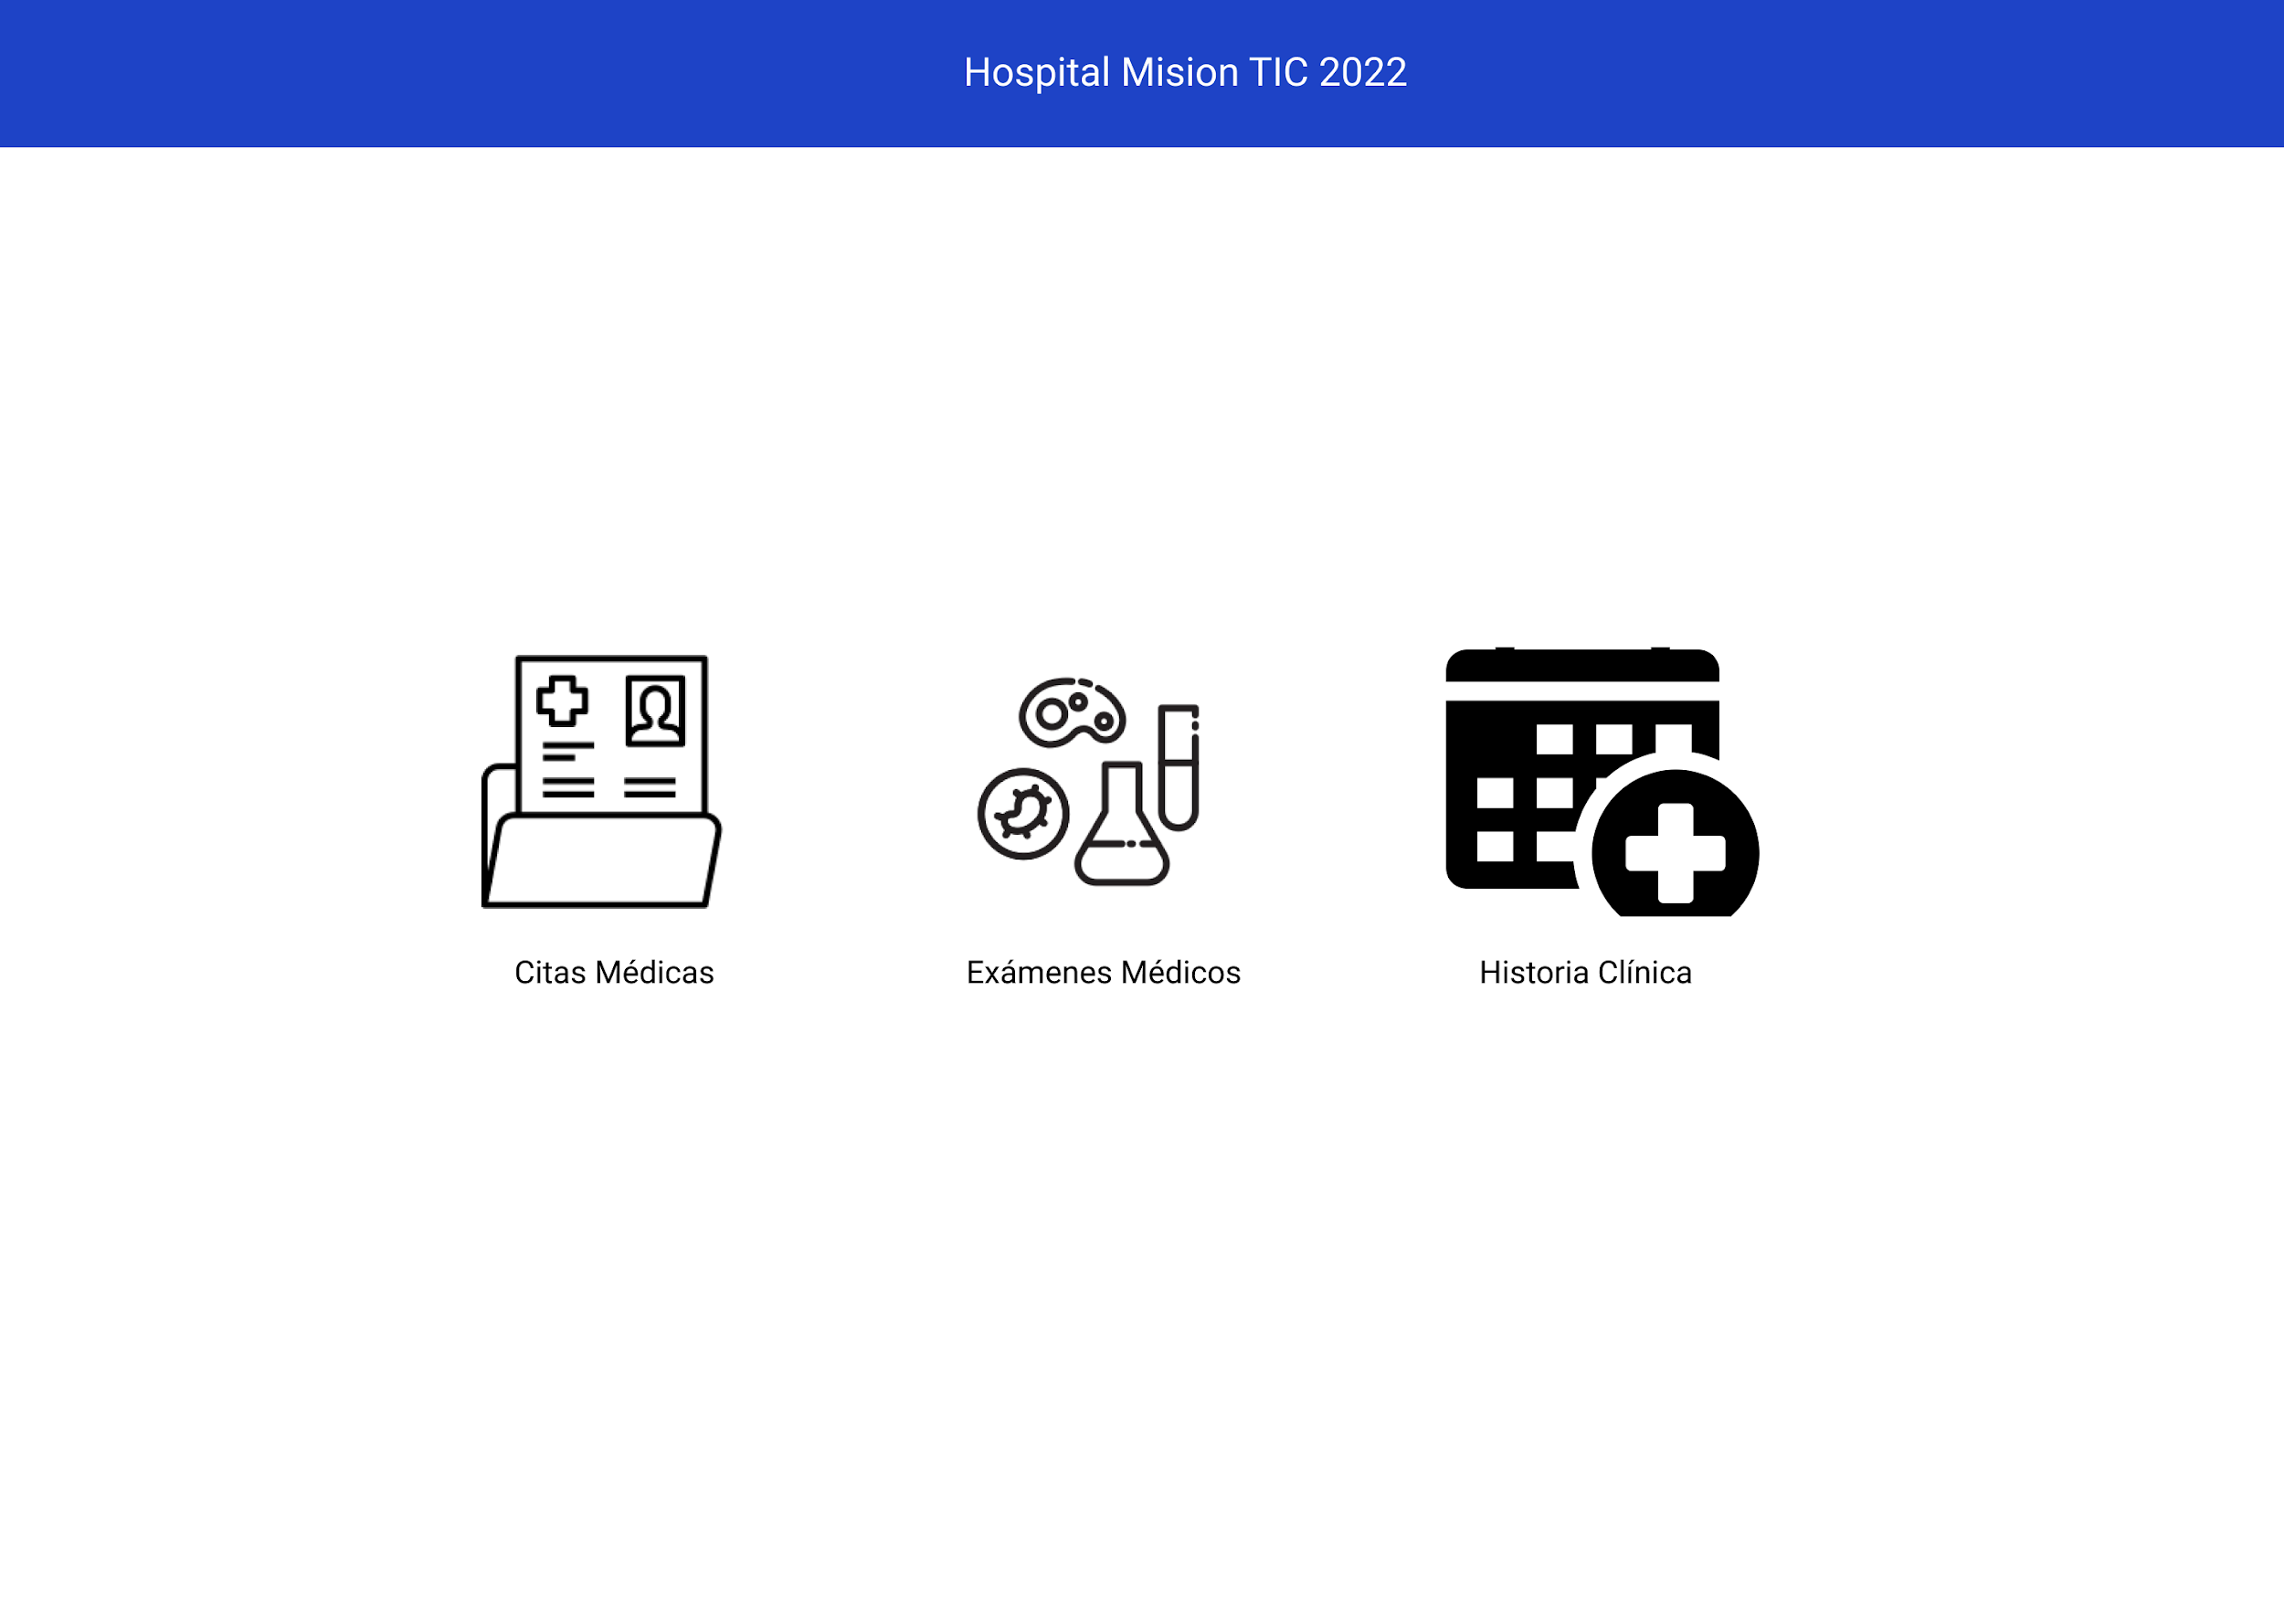 Hospital Mision TIC 2022
Citas Médicas
Exámenes Médicos
Historia Clínica